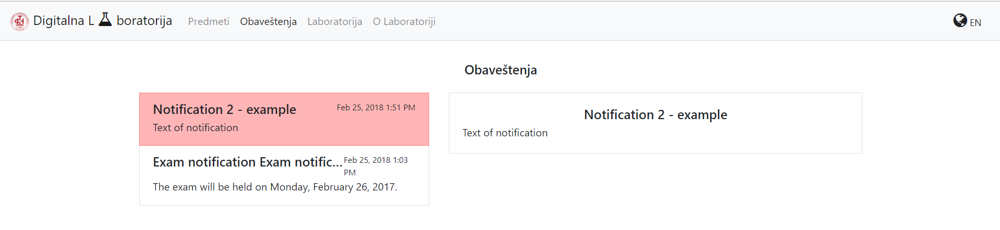 Digitalna L boratorija Predmeti Obaveštenja Laboratorija O Laboratoriji EN
Obaveštenja
Notification 2 - example Feb 25, 2018 1:51 PM
Text of notification
Exam notification Exam notific... Feb 25, 2018 1:03
PM
The exam will be held on Monday, February 26, 2017.
Notification 2 - example
Text of notification